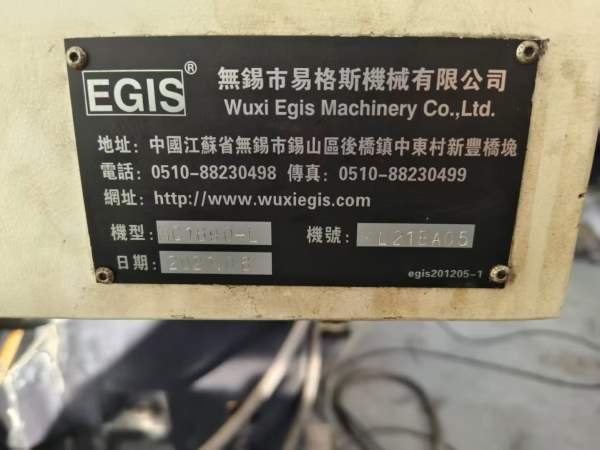 EGIS®
無錫市易格斯機械有限公司
Wuxi Egis Machinery Co.,Ltd.
地址: 中國江蘇省無錫市錫山區後橋鎮中東村新豐橋堍
電話: 0510-88230498 傳真: 0510-88230499
網址: http://www.wuxiegis.com
機型: 機號:
日期:
egis201205-1